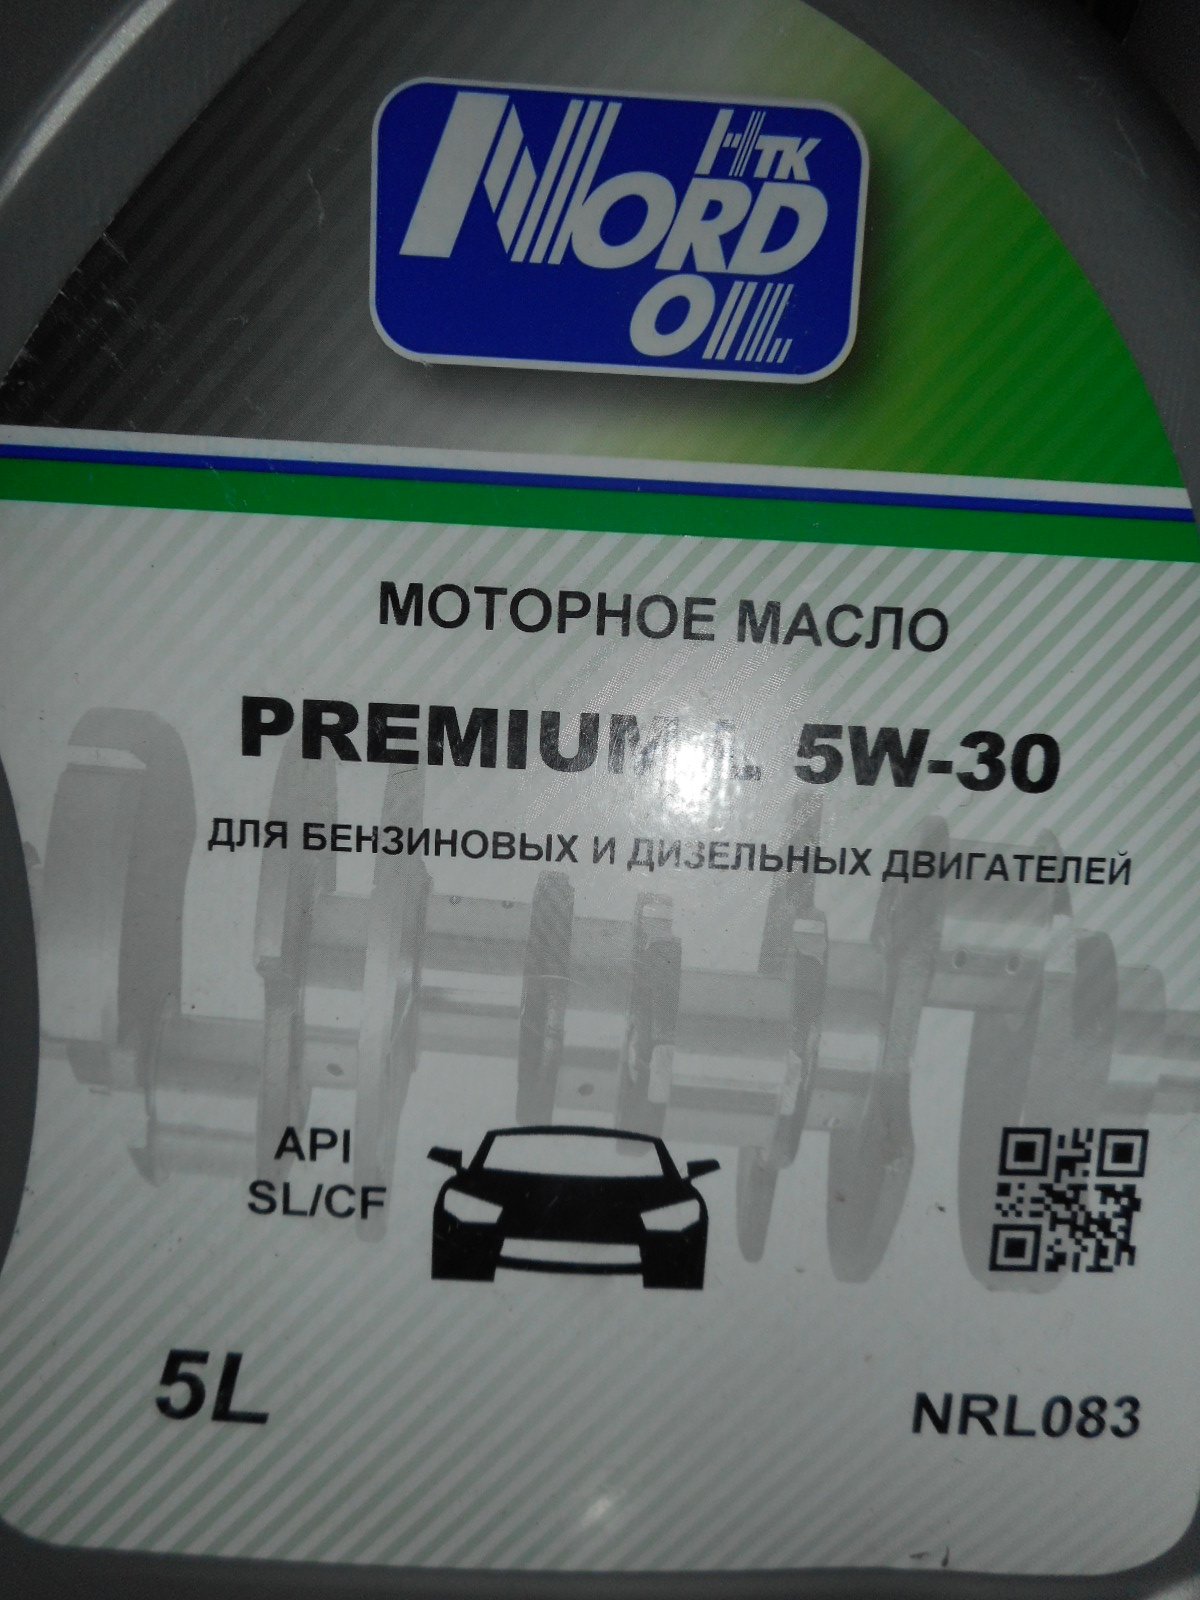 НТК
NORD
OIL
МОТОРНОЕ МАСЛО
PREMIUM L 5W-30
ДЛЯ БЕНЗИНОВЫХ И ДИЗЕЛЬНЫХ ДВИГАТЕЛЕЙ
API
SL/CF
5L
NRL083